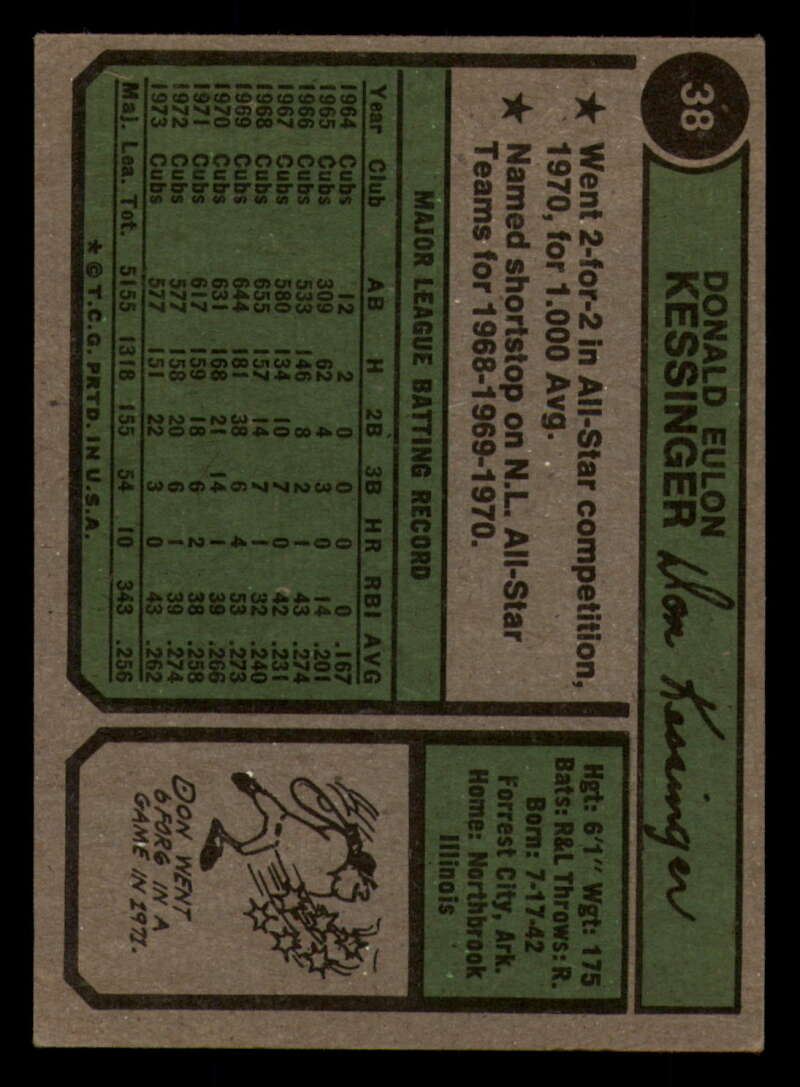 38
DONALD EULON
KESSINGER
Don Kessinger
★ Went 2-for-2 in All-Star competition,
1970, for 1.000 Avg.
★ Named shortstop on N.L. All-Star
Teams for 1968-1969-1970.
MAJOR LEAGUE BATTING RECORD
Year Club AB H 2B 3B HR RBI AVG
1964 Cubs 12 2 0 0 0 0 .167
1965 Cubs 309 62 4 3 0 14 .201
1966 Cubs 533 146 8 2 1 43 .274
1967 Cubs 580 134 10 7 0 42 .231
1968 Cubs 655 157 14 7 1 32 .240
1969 Cubs 644 181 38 6 4 53 .273
1970 Cubs 631 168 21 14 1 39 .266
1971 Cubs 617 159 18 6 2 38 .258
1972 Cubs 577 158 20 6 1 39 .274
1973 Cubs 577 151 22 3 0 43 .262
Maj. Lea. Tot. 5155 1318 155 54 10 343 .256
* © T.C.G. PRTD. IN U.S.A.
Hgt: 6'1" Wgt: 175
Bats: R&L Throws: R.
Born: 7-17-42
Forrest City, Ark.
Home: Northbrook
Illinois
DON WENT
6 FOR 6 IN A
GAME IN 1971.